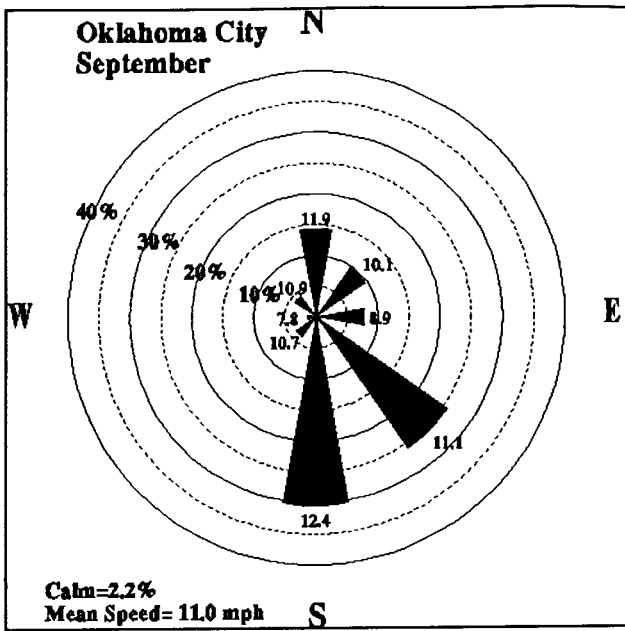 N
Oklahoma City
September
40%
30%
20%
10%
11.9
10.1
10.9
W
7.8
8.9
E
10.7
11.1
12.4
Calm=2.2%
Mean Speed= 11.0 mph
S